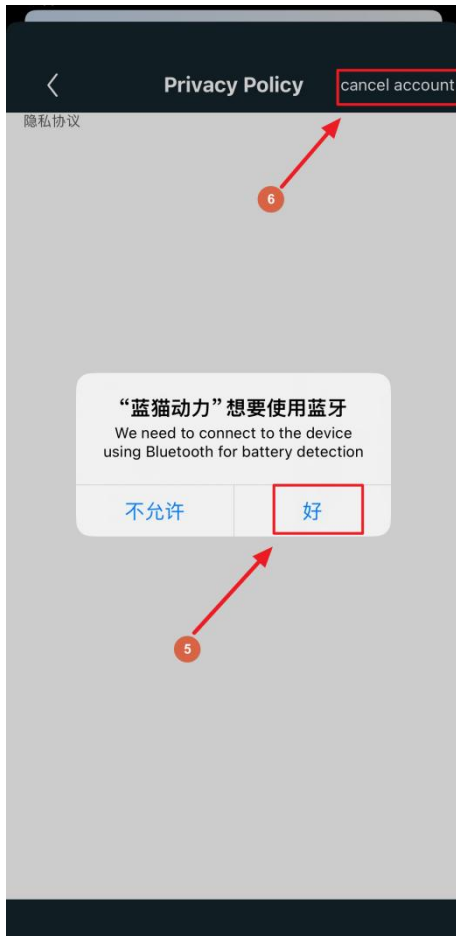 Privacy Policy
cancel account
隐私协议
6
“蓝猫动力”想要使用蓝牙
We need to connect to the device
using Bluetooth for battery detection
不允许
好
5